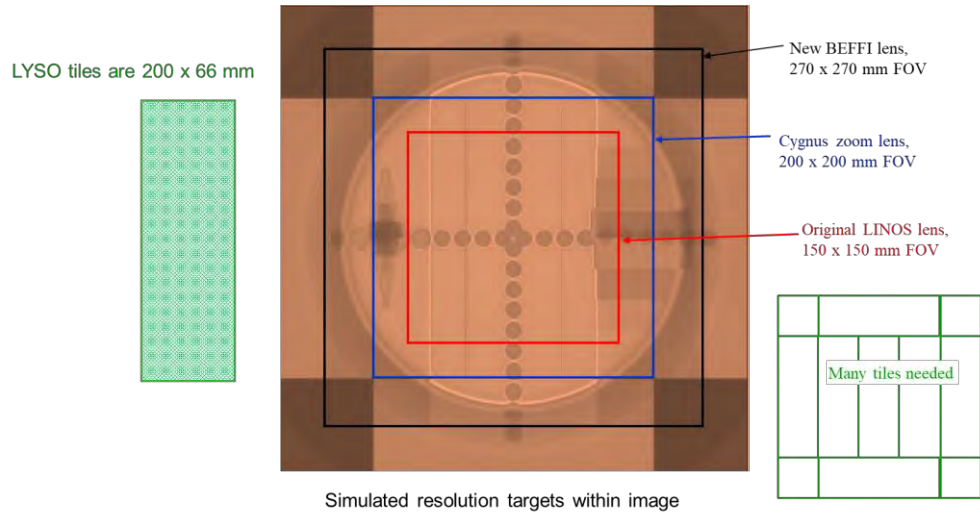 LYSO tiles are 200 x 66 mm
New BEFFI lens,
270 x 270 mm FOV
Cygnus zoom lens,
200 x 200 mm FOV
Original LINOS lens,
150 x 150 mm FOV
Many tiles needed
Simulated resolution targets within image